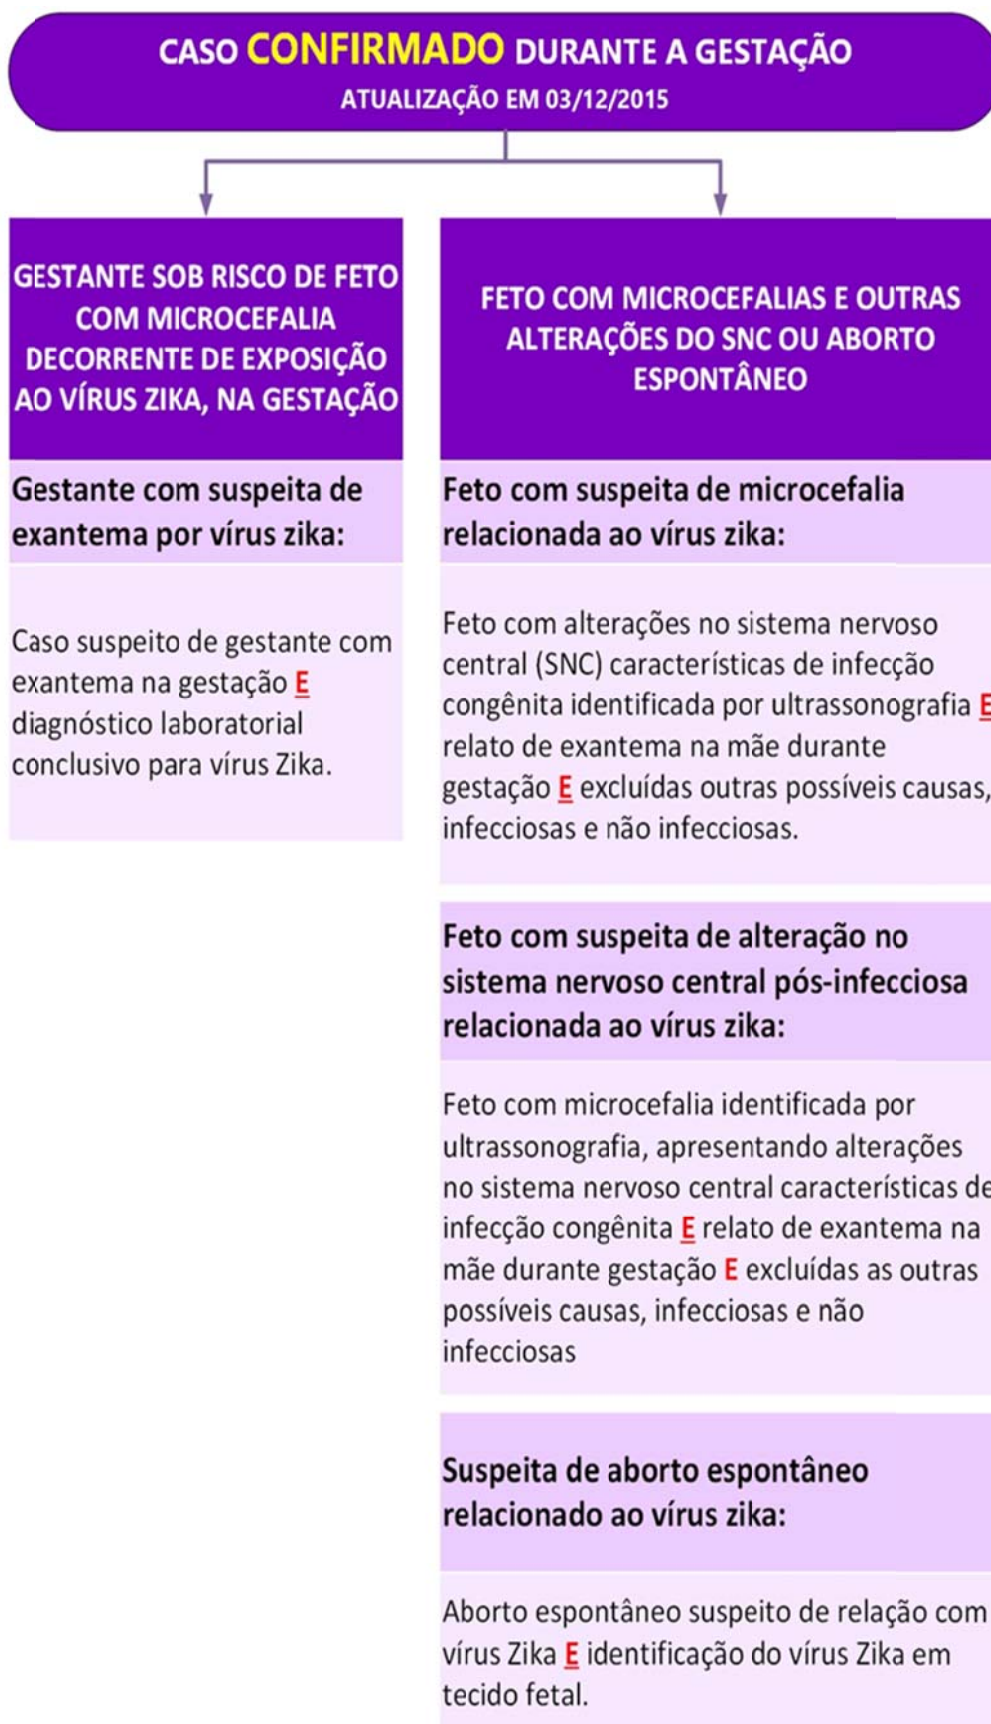 CASO CONFIRMADO DURANTE A GESTAÇÃO
ATUALIZAÇÃO EM 03/12/2015
GESTANTE SOB RISCO DE FETO
COM MICROCEFALIA
DECORRENTE DE EXPOSIÇÃO
AO VÍRUS ZIKA, NA GESTAÇÃO
Gestante com suspeita de
exantema por vírus zika:
Caso suspeito de gestante com
exantema na gestação E
diagnóstico laboratorial
conclusivo para vírus Zika.
FETO COM MICROCEFALIAS E OUTRAS
ALTERAÇÕES DO SNC OU ABORTO
ESPONTÂNEO
Feto com suspeita de microcefalia
relacionada ao vírus zika:
Feto com alterações no sistema nervoso
central (SNC) características de infecção
congênita identificada por ultrassonografia E
relato de exantema na mãe durante
gestação E excluídas outras possíveis causas,
infecciosas e não infecciosas.
Feto com suspeita de alteração no
sistema nervoso central pós-infecciosa
relacionada ao vírus zika:
Feto com microcefalia identificada por
ultrassonografia, apresentando alterações
no sistema nervoso central características de
infecção congênita E relato de exantema na
mãe durante gestação E excluídas as outras
possíveis causas, infecciosas e não
infecciosas
Suspeita de aborto espontâneo
relacionado ao vírus zika:
Aborto espontâneo suspeito de relação com
vírus Zika E identificação do vírus Zika em
tecido fetal.